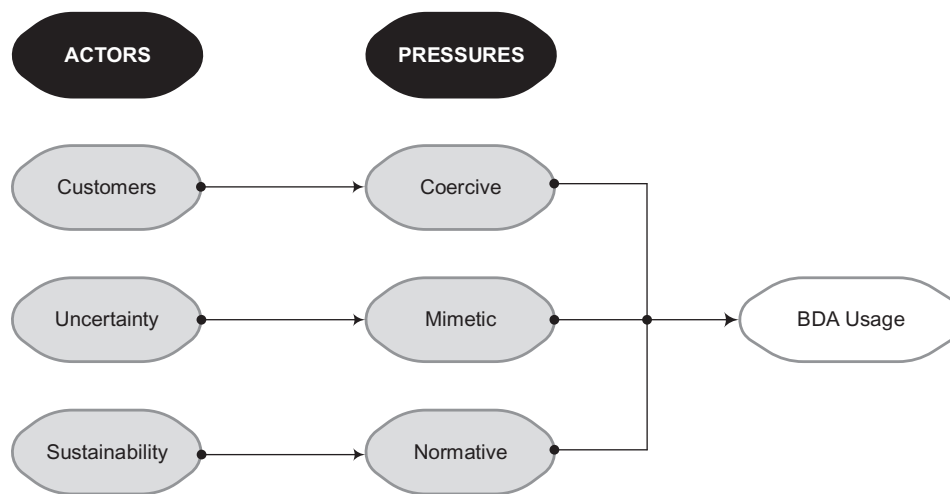 ACTORS
PRESSURES
Customers
Coercive
Uncertainty
Mimetic
BDA Usage
Sustainability
Normative